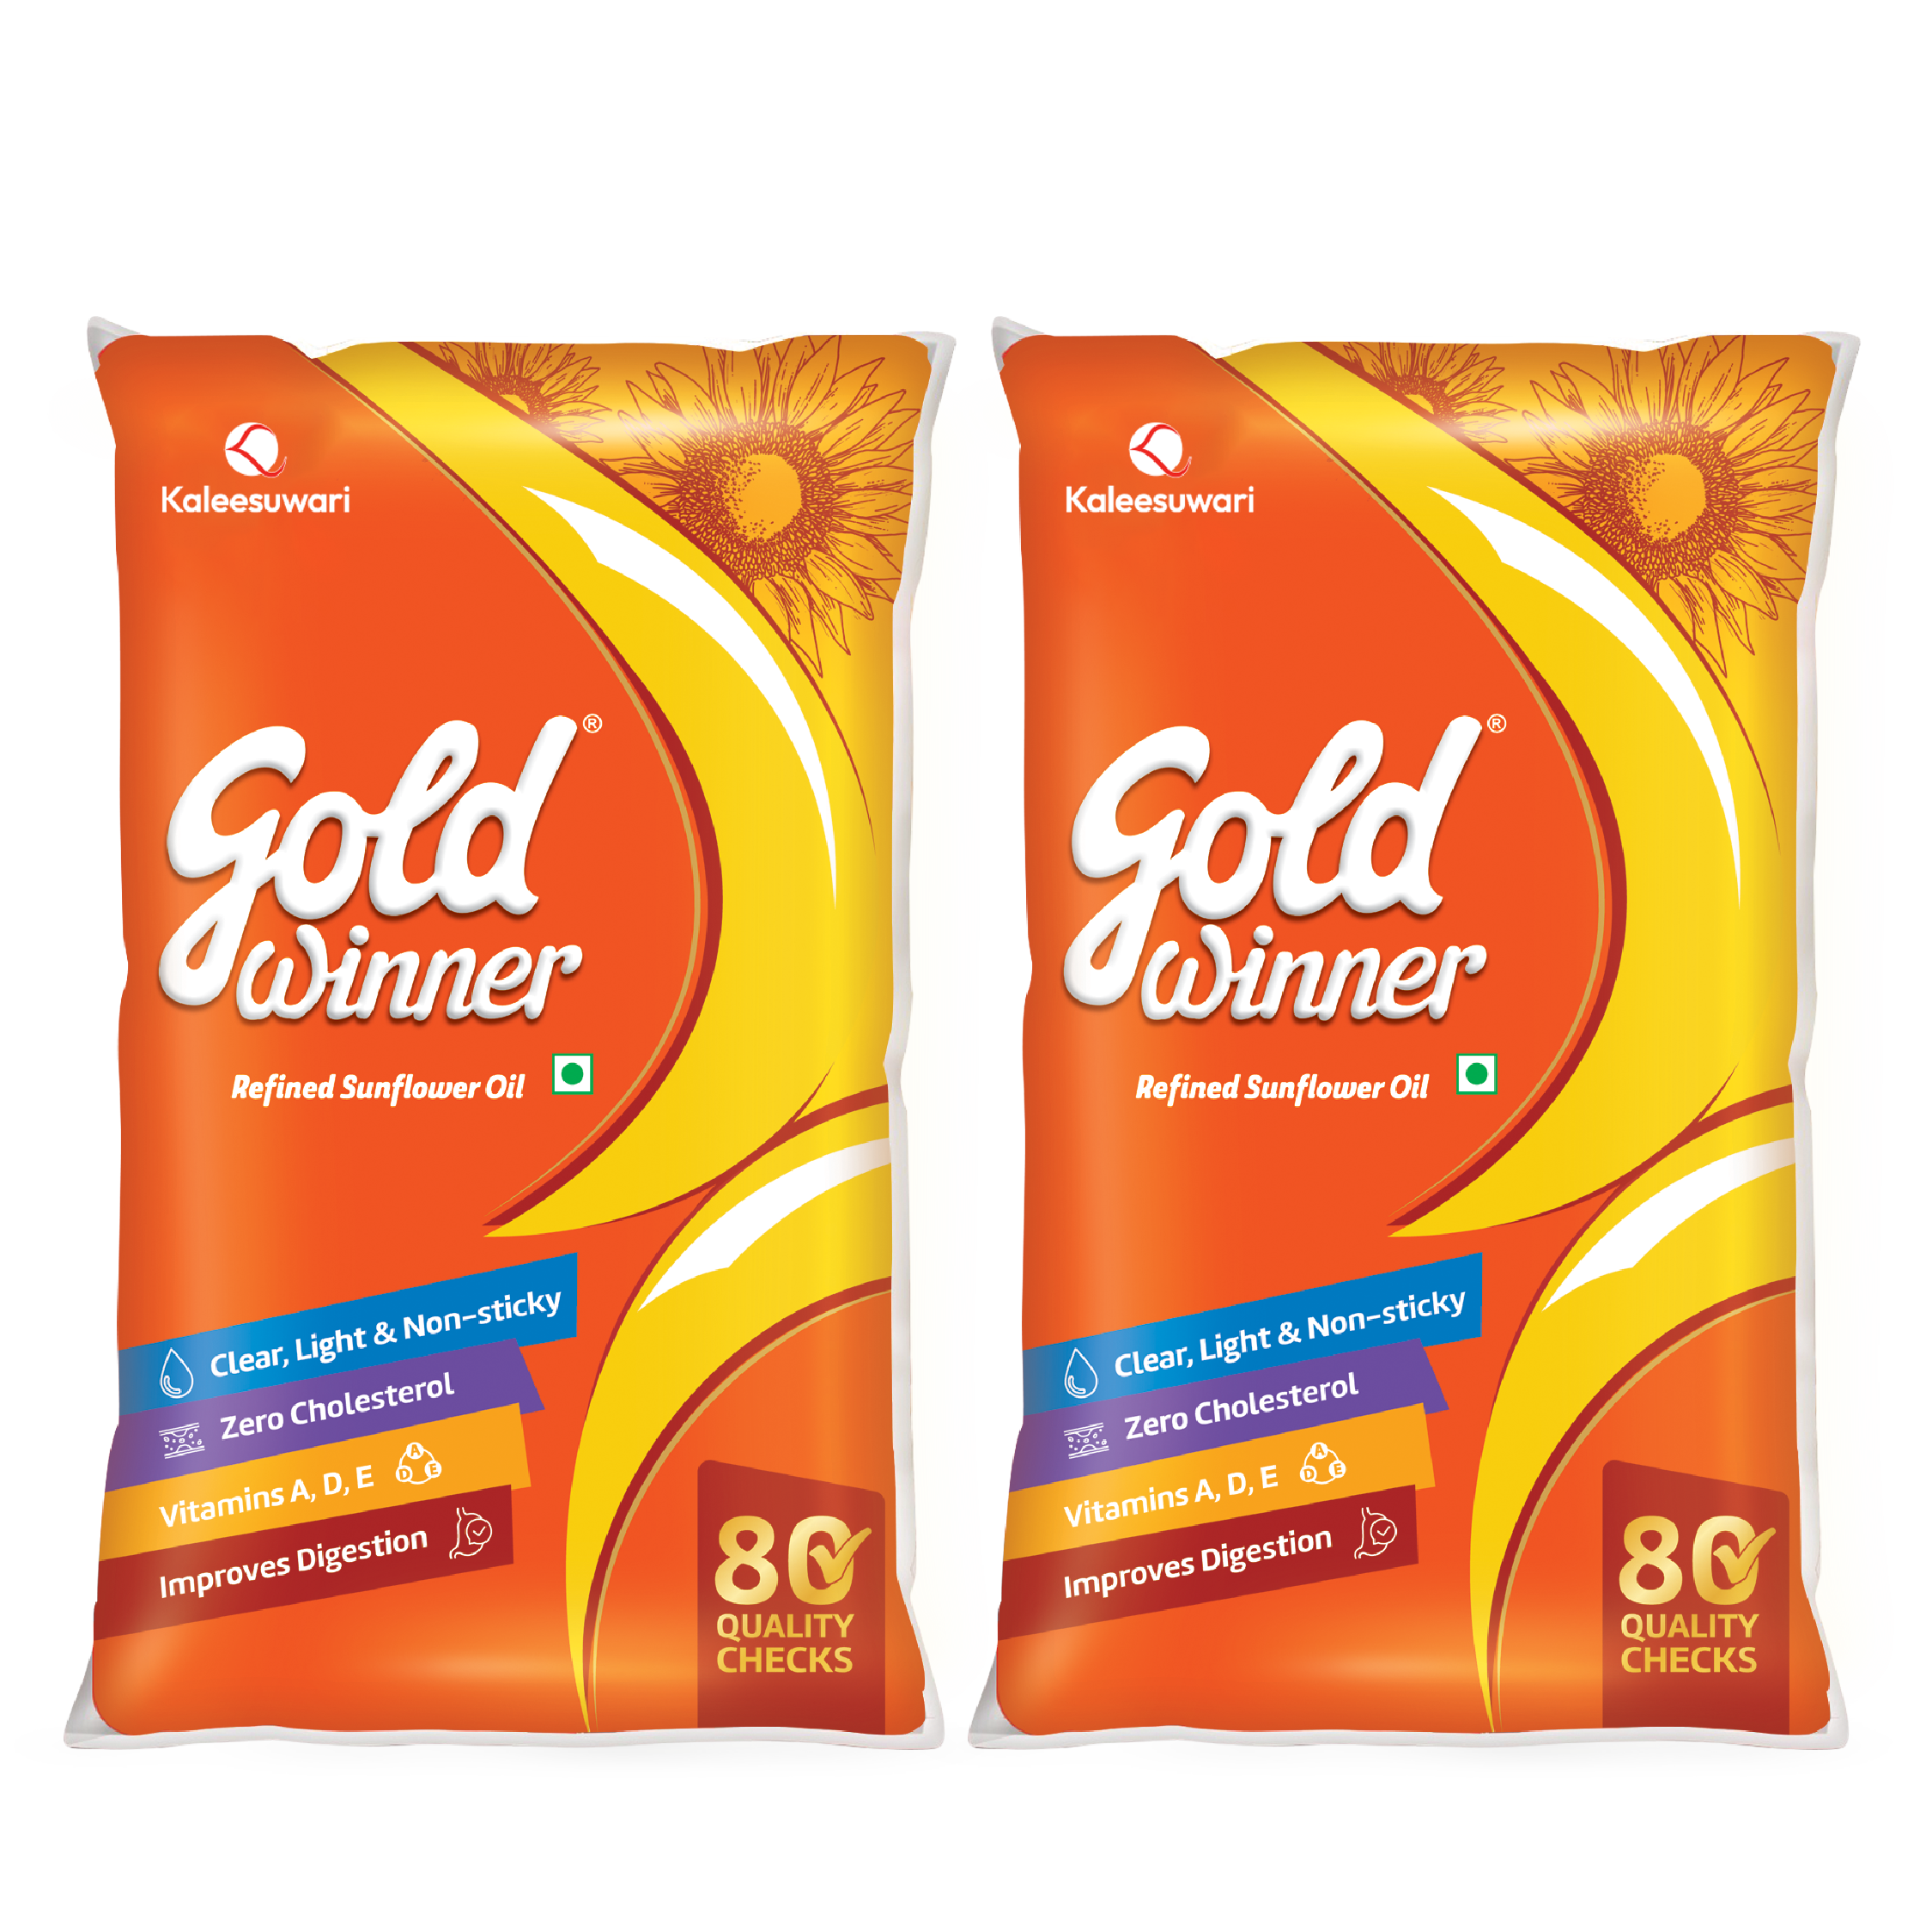 Kaleesuwari
Gold®
Winner
Refined Sunflower Oil
Clear, Light & Non-sticky
Zero Cholesterol
Vitamins A, D, E
A
D E
Improves Digestion
80
QUALITY
CHECKS
Kaleesuwari
Gold®
Winner
Refined Sunflower Oil
Clear, Light & Non-sticky
Zero Cholesterol
Vitamins A, D, E
A
D E
Improves Digestion
80
QUALITY
CHECKS